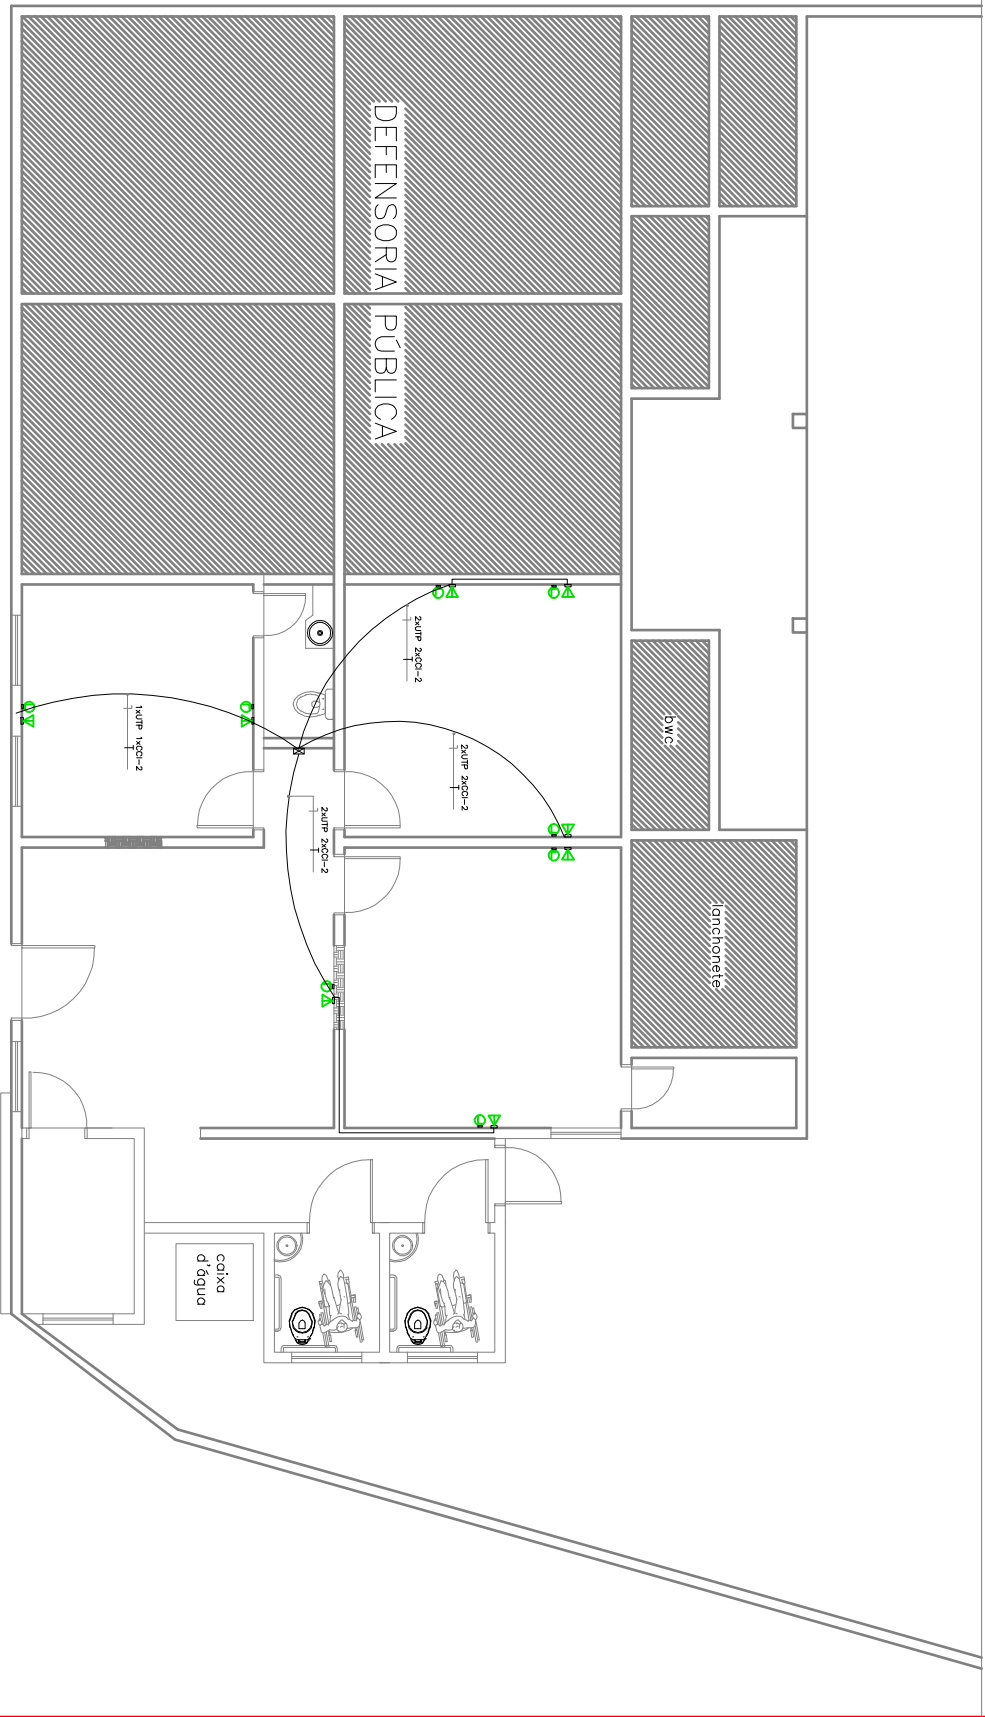 DEFENSORIA PÚBLICA
2xUTP 2xCCI-2
1xUTP 1xCCI-2
2xUTP 2xCCI-2
2xUTP 2xCCI-2
bwc
lanchonete
caixa
d'água